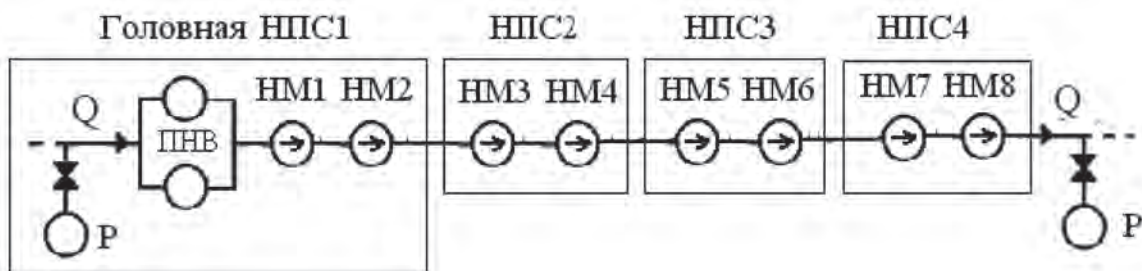 Головная НПС1 НПС2 НПС3 НПС4
НМ1 НМ2 НМ3 НМ4 НМ5 НМ6 НМ7 НМ8
Q ПНВ Q
P P